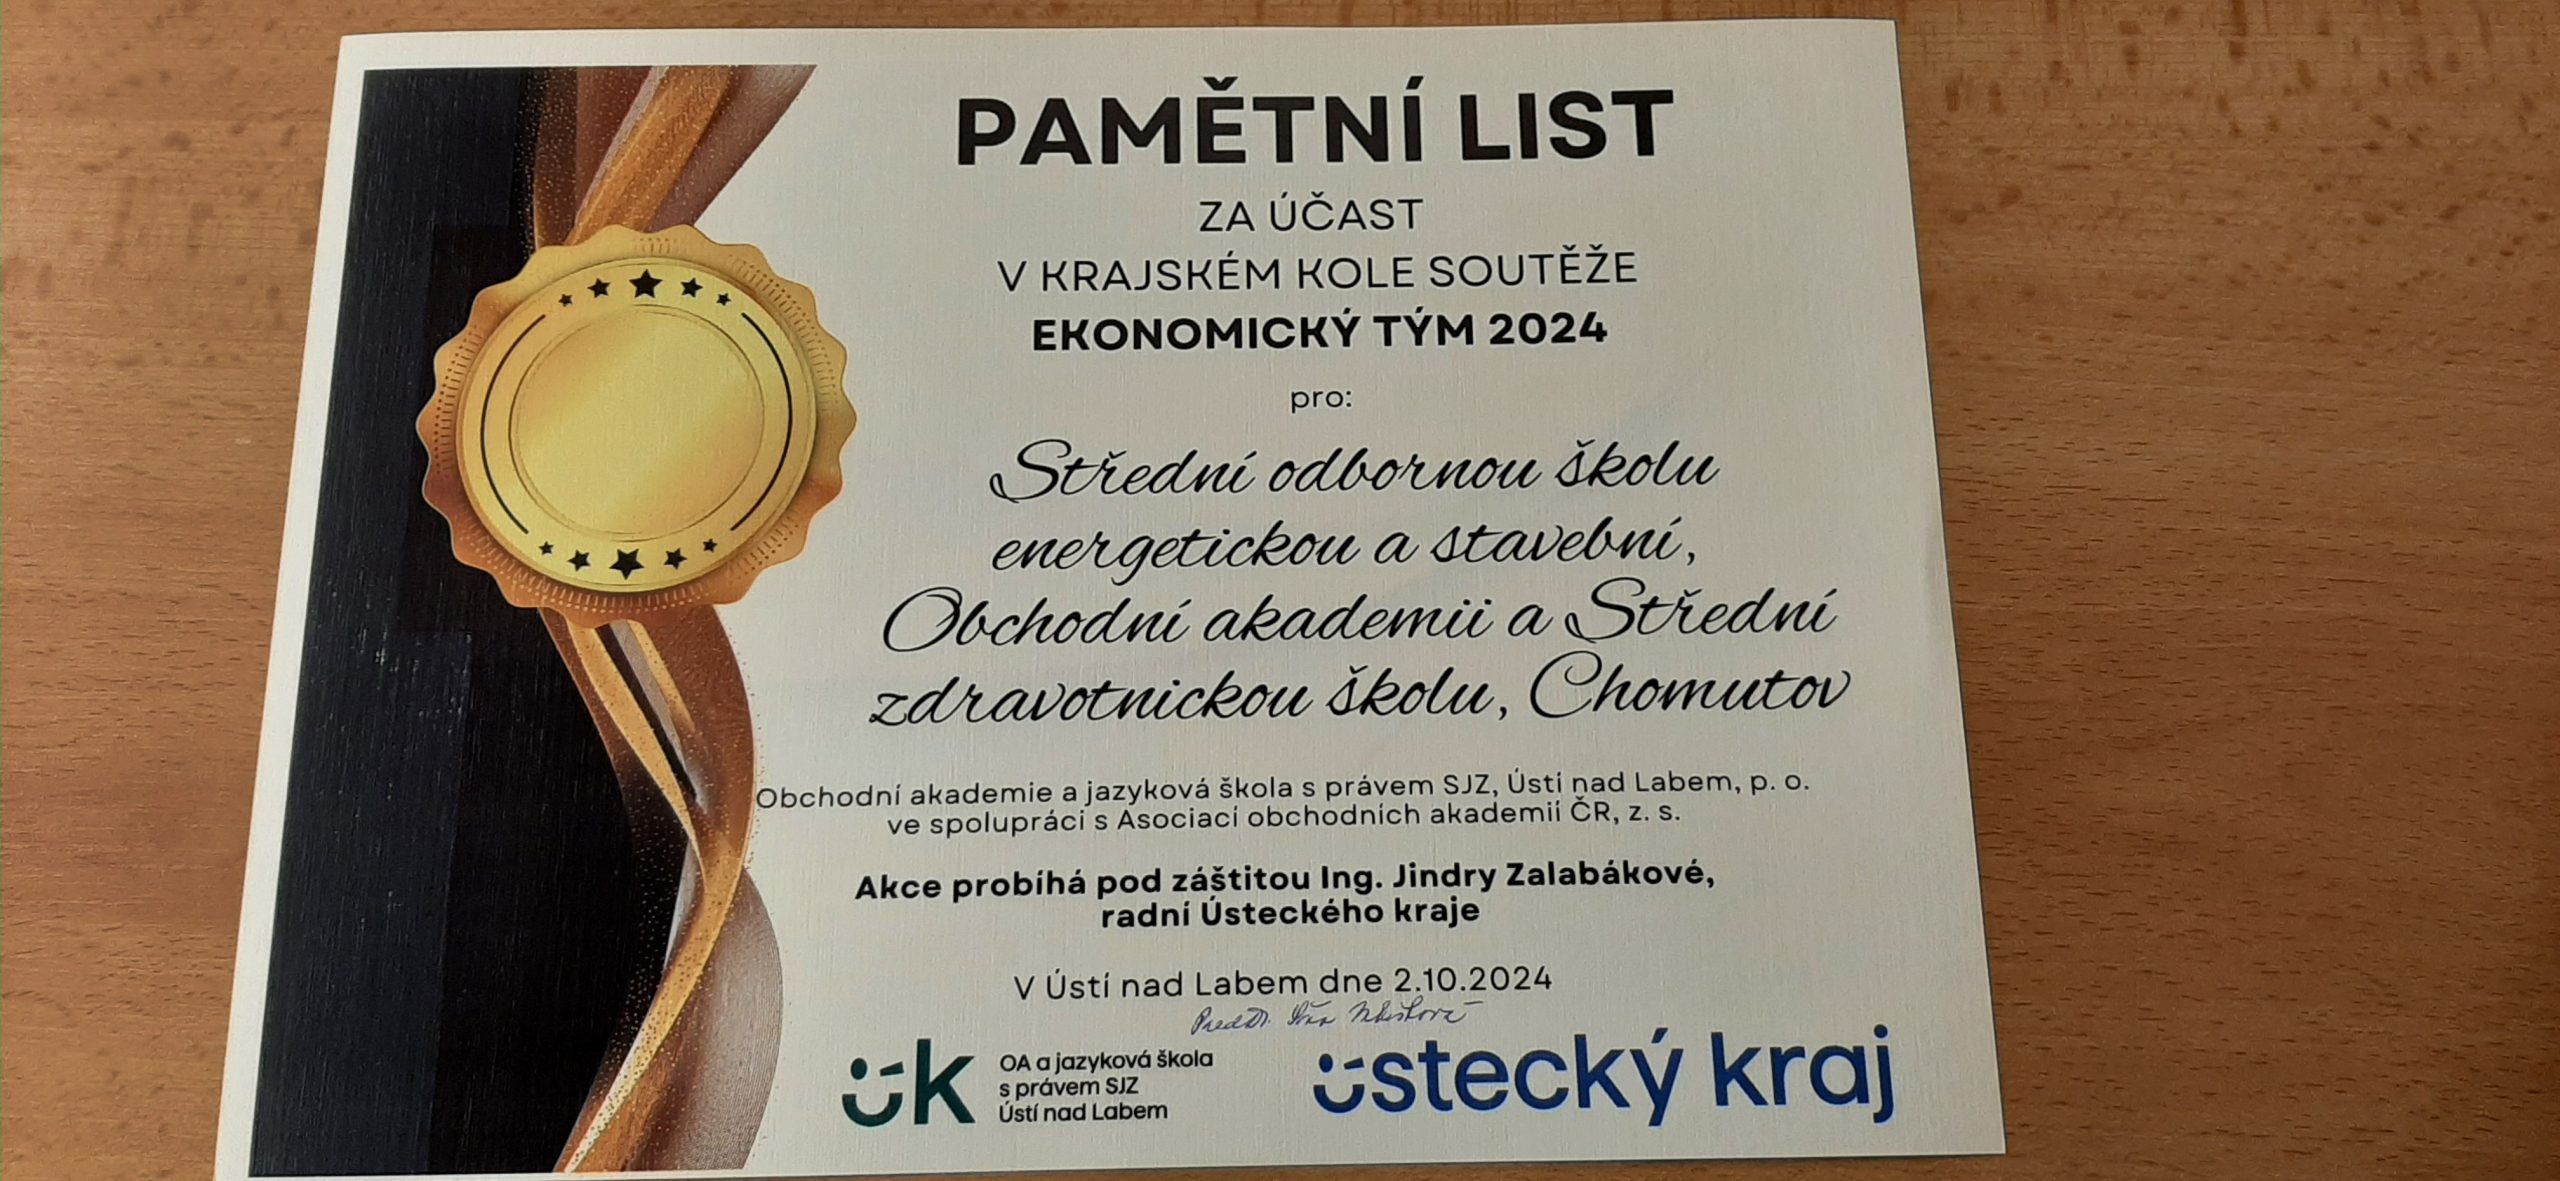 PAMĚTNÍ LIST
ZA ÚČAST
V KRAJSKÉM KOLE SOUTĚŽE
EKONOMICKÝ TÝM 2024
pro:
Střední odbornou školu
energetickou a stavební,
Obchodní akademii a Střední
zdravotnickou školu, Chomutov
Obchodní akademie a jazyková škola s právem SJZ, Ústí nad Labem, p. o.
ve spolupráci s Asociací obchodních akademií ČR, z. s.
Akce probíhá pod záštitou Ing. Jindry Zalabákové,
radní Ústeckého kraje
V Ústí nad Labem dne 2.10.2024
ük
OA a jazyková škola
s právem SJZ
Ústí nad Labem
ústecký kraj